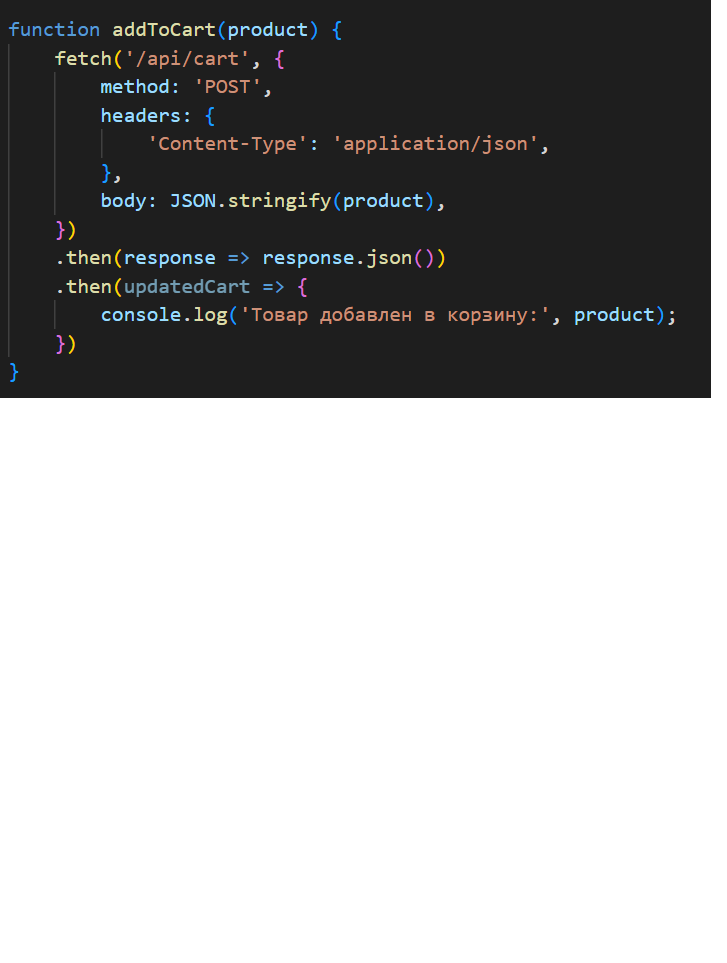 function addToCart(product) {
    fetch('/api/cart', {
        method: 'POST',
        headers: {
            'Content-Type': 'application/json',
        },
        body: JSON.stringify(product),
    })
    .then(response => response.json())
    .then(updatedCart => {
        console.log('Товар добавлен в корзину:', product);
    })
}